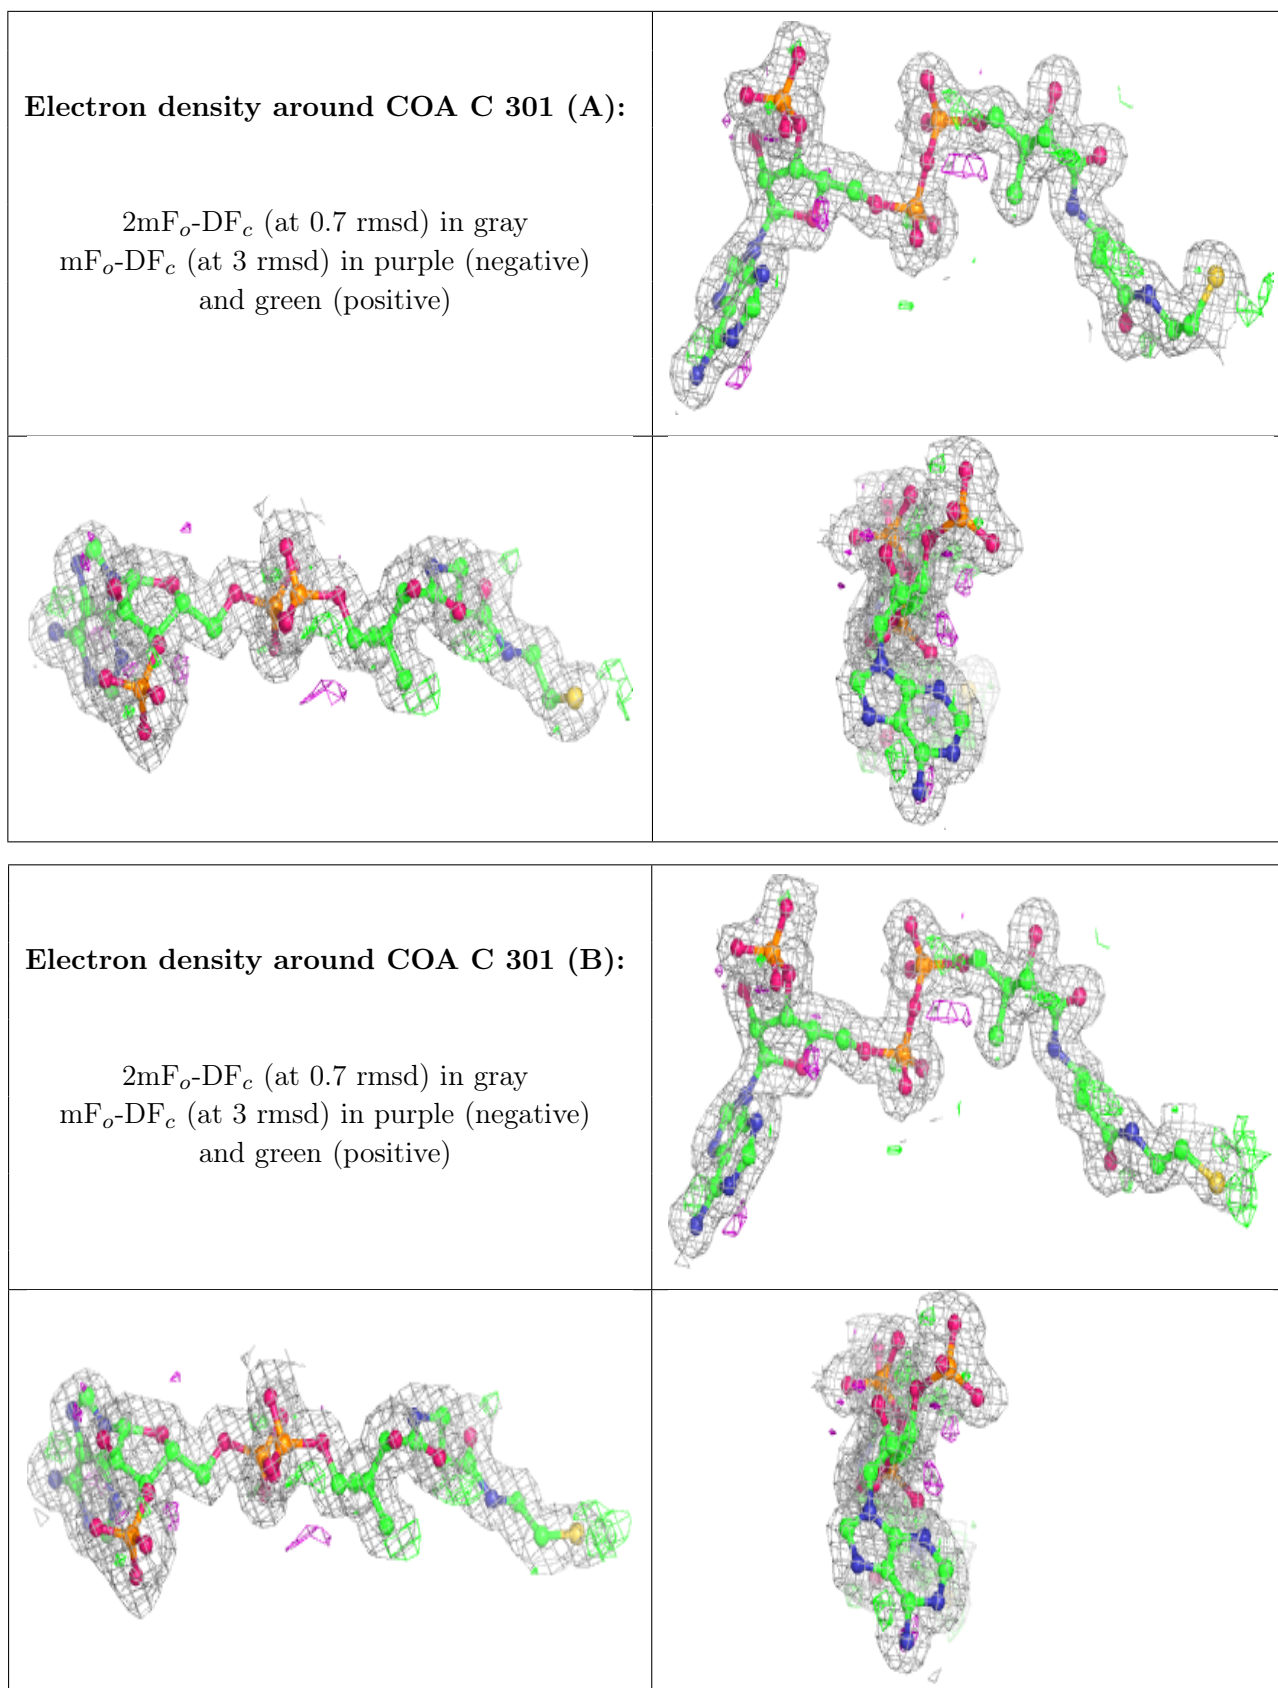 Electron density around COA C 301 (A):
2mFo-DFc (at 0.7 rmsd) in gray
mFo-DFc (at 3 rmsd) in purple (negative)
and green (positive)
Electron density around COA C 301 (B):
2mFo-DFc (at 0.7 rmsd) in gray
mFo-DFc (at 3 rmsd) in purple (negative)
and green (positive)